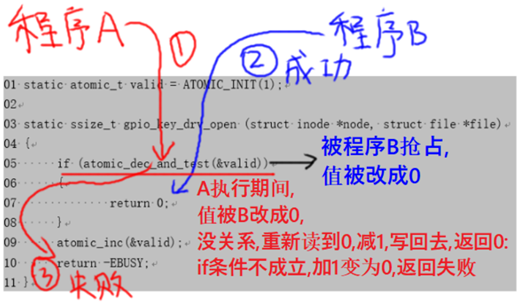 程序A
①
程序B
②
成功
01 static atomic_t valid = ATOMIC_INIT(1);
02
03 static ssize_t gpio_key_drv_open (struct inode *node, struct file *file)
04 {
05 if (atomic_dec_and_test(&valid))
被程序B抢占,
值被改成0
06 {
07 return 0;
08 }
A执行期间,
值被B改成0,
没关系,重新读到0,减1,写回去,返回0:
if条件不成立,加1变为0,返回失败
09 atomic_inc(&valid);
10 return -EBUSY;
11 }
③
失败